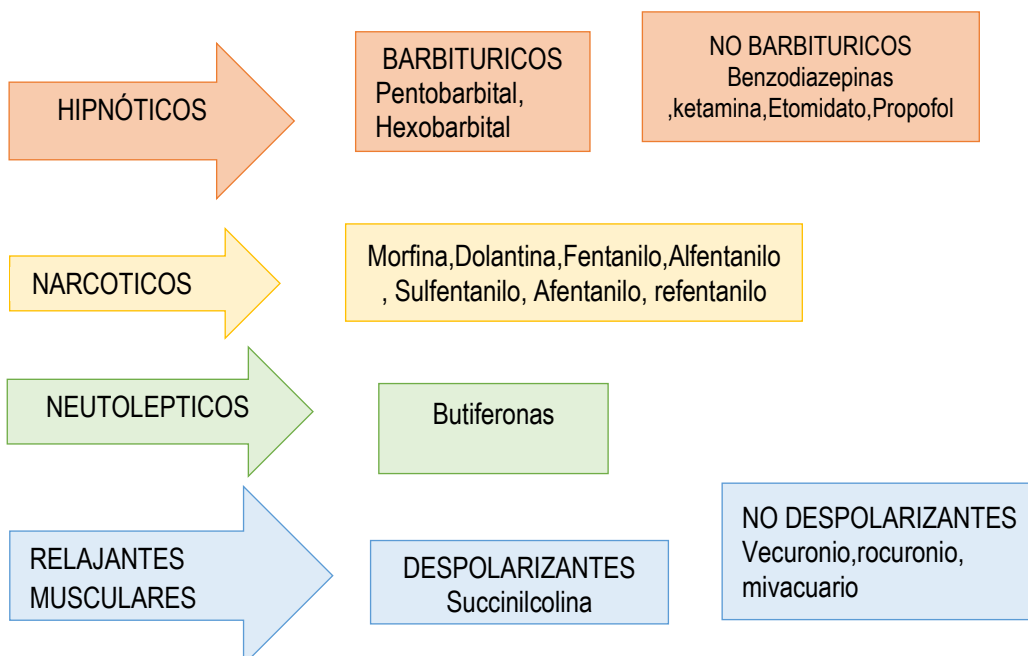 HIPNÓTICOS
BARBITURICOS
Pentobarbital,
Hexobarbital
NO BARBITURICOS
Benzodiazepinas
,ketamina,Etomidato,Propofol
NARCOTICOS
Morfina,Dolantina,Fentanilo,Alfentanilo
, Sulfentanilo, Afentanilo, refentanilo
NEUTOLEPTICOS
Butiferonas
RELAJANTES
MUSCULARES
DESPOLARIZANTES
Succinilcolina
NO DESPOLARIZANTES
Vecuronio,rocuronio,
mivacuario